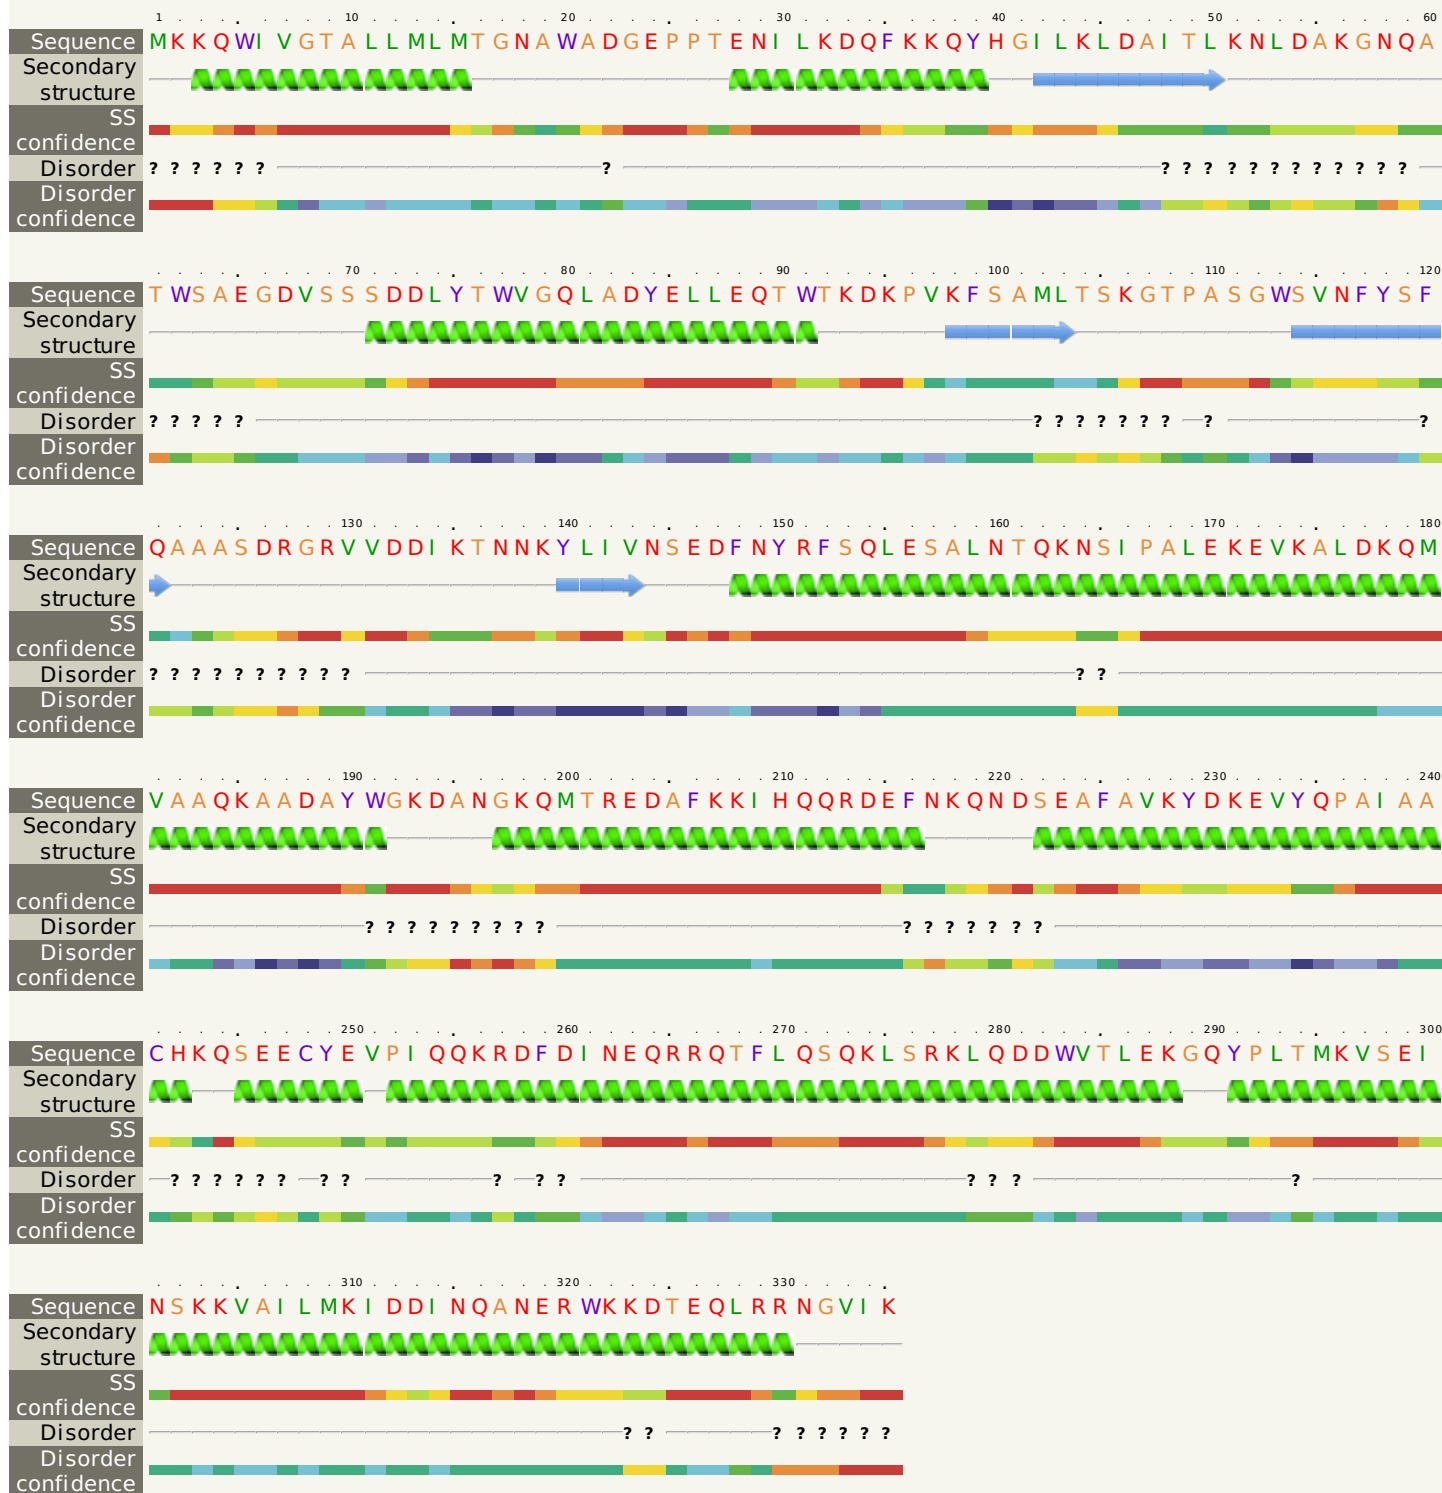 1 10 20 30 40 50 60
Sequence MKKQWIVGTALLMLMTGNAWADGEPPTENILKDQFKKQYHGILKLDAITLKNLDAKGNQA
Secondary
structure
SS
confidence
Disorder ? ? ? ? ? ? ? ? ? ? ? ? ? ? ? ? ? ? ?
Disorder
confidence
70 80 90 100 110 120
Sequence TWSAEGDVSSSDDLYTWVGQLADYELLEQTWTKDKPVKFSAMLTSKGTPASGWSVNFYSF
Secondary
structure
SS
confidence
Disorder ? ? ? ? ? ? ? ? ? ? ? ? ? ?
Disorder
confidence
130 140 150 160 170 180
Sequence QAAASDRGRVVDDIKTNNKYLIVNSEDFNYRFSQLESALNTQKNSIPALEKEVKALDKQM
Secondary
structure
SS
confidence
Disorder ? ? ? ? ? ? ? ? ? ? ? ?
Disorder
confidence
190 200 210 220 230 240
Sequence VAAQKAADAYWGKDANGKQMTREDAFKKIHQQRDEFNKQNDSEAFAVKYDKEVYQPAIAA
Secondary
structure
SS
confidence
Disorder ? ? ? ? ? ? ? ? ? ? ? ? ? ? ? ?
Disorder
confidence
250 260 270 280 290 300
Sequence CHKQSEECYEVPIQQKRDFDINEQRRQTFLQSQKLSRKLQDDWVTLEKGQYPLTMKVSEI
Secondary
structure
SS
confidence
Disorder ? ? ? ? ? ? ? ? ? ? ? ? ? ? ?
Disorder
confidence
310 320 330
Sequence NSKKVAILMKIDDINQANERWKKDTEQLRRNGVIK
Secondary
structure
SS
confidence
Disorder ? ? ? ? ? ? ? ?
Disorder
confidence